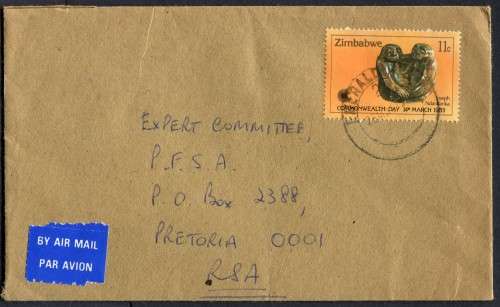 Zimbabwe 11c
COMMONWEALTH DAY 14th MARCH 1983
EXPERT COMMITTEE,
P.F.S.A.
P.O. Box 2388,
PRETORIA 0001
RSA
BY AIR MAIL
PAR AVION